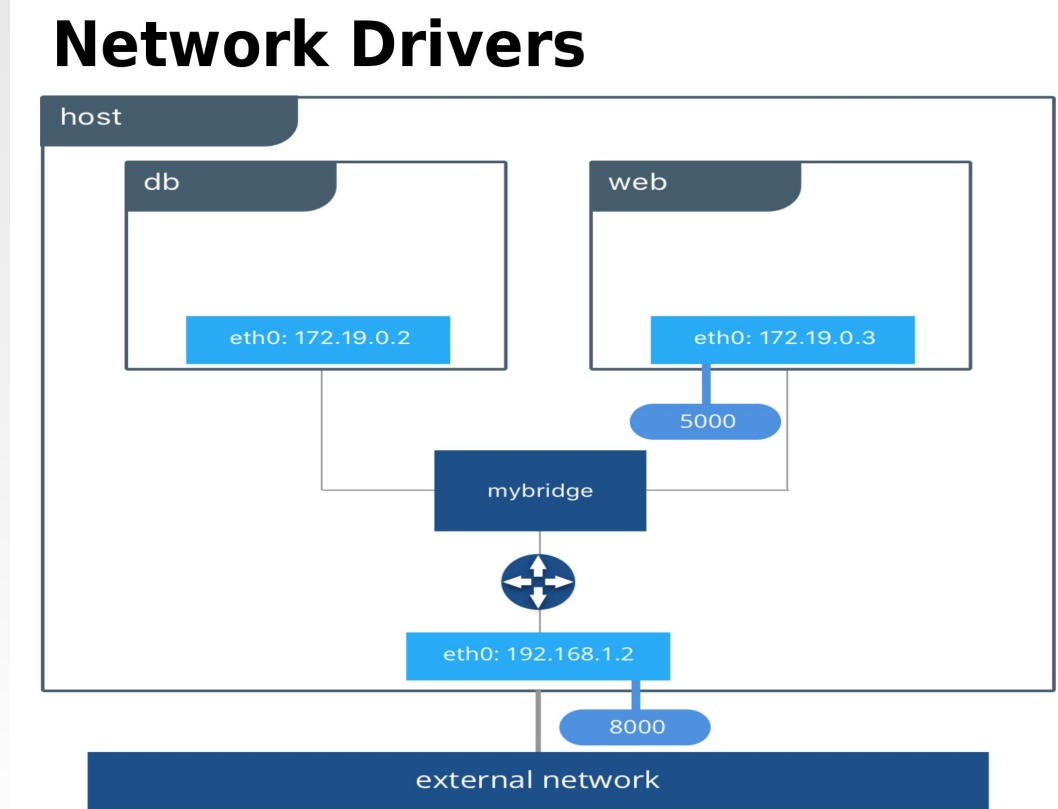 Network Drivers
host
db
web
eth0: 172.19.0.2
eth0: 172.19.0.3
5000
mybridge
eth0: 192.168.1.2
8000
external network